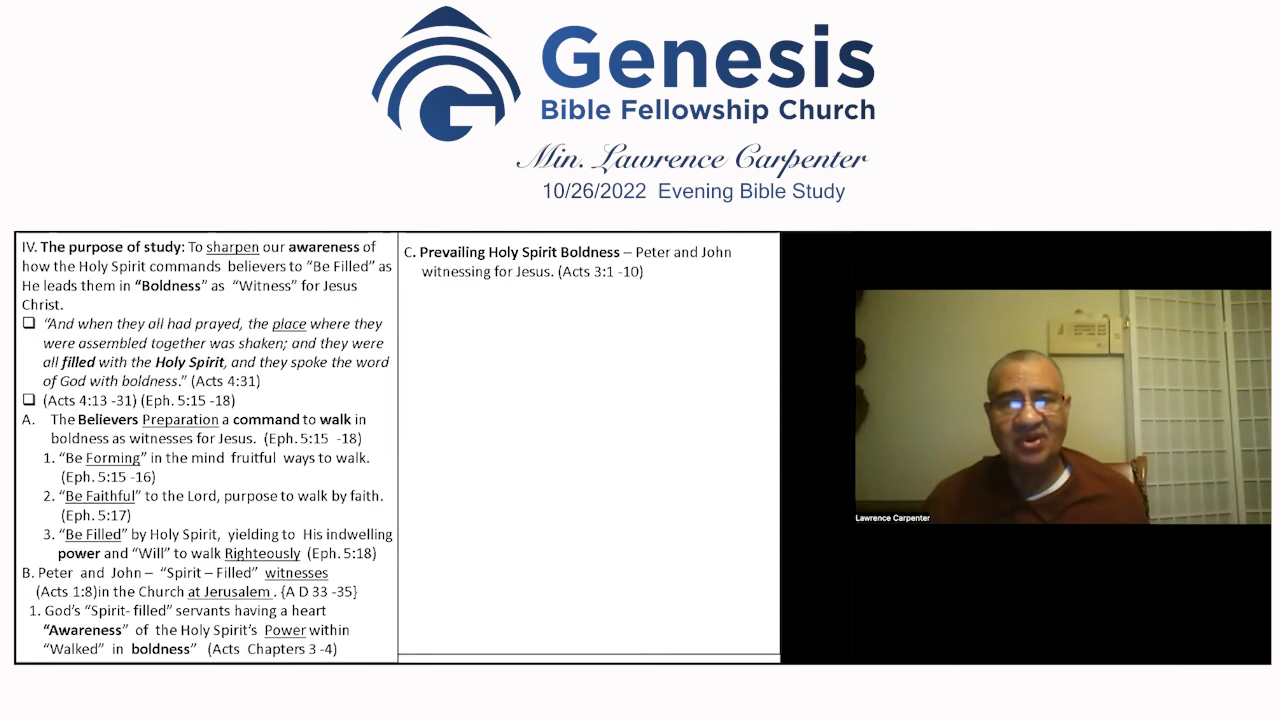 Genesis
Bible Fellowship Church
Min. Lawrence Carpenter
10/26/2022 Evening Bible Study
IV. The purpose of study: To sharpen our awareness of
how the Holy Spirit commands believers to “Be Filled” as
He leads them in “Boldness” as “Witness” for Jesus
Christ.
❑ “And when they all had prayed, the place where they
were assembled together was shaken; and they were
all filled with the Holy Spirit, and they spoke the word
of God with boldness.” (Acts 4:31)
❑ (Acts 4:13 -31) (Eph. 5:15 -18)
A. The Believers Preparation a command to walk in
boldness as witnesses for Jesus. (Eph. 5:15 -18)
1. “Be Forming” in the mind fruitful ways to walk.
(Eph. 5:15 -16)
2. “Be Faithful” to the Lord, purpose to walk by faith.
(Eph. 5:17)
3. “Be Filled” by Holy Spirit, yielding to His indwelling
power and “Will” to walk Righteously (Eph. 5:18)
B. Peter and John – “Spirit – Filled” witnesses
(Acts 1:8)in the Church at Jerusalem . {A D 33 -35}
1. God’s “Spirit- filled” servants having a heart
“Awareness” of the Holy Spirit’s Power within
“Walked” in boldness” (Acts Chapters 3 -4)
C. Prevailing Holy Spirit Boldness – Peter and John
witnessing for Jesus. (Acts 3:1 -10)
Lawrence Carpenter